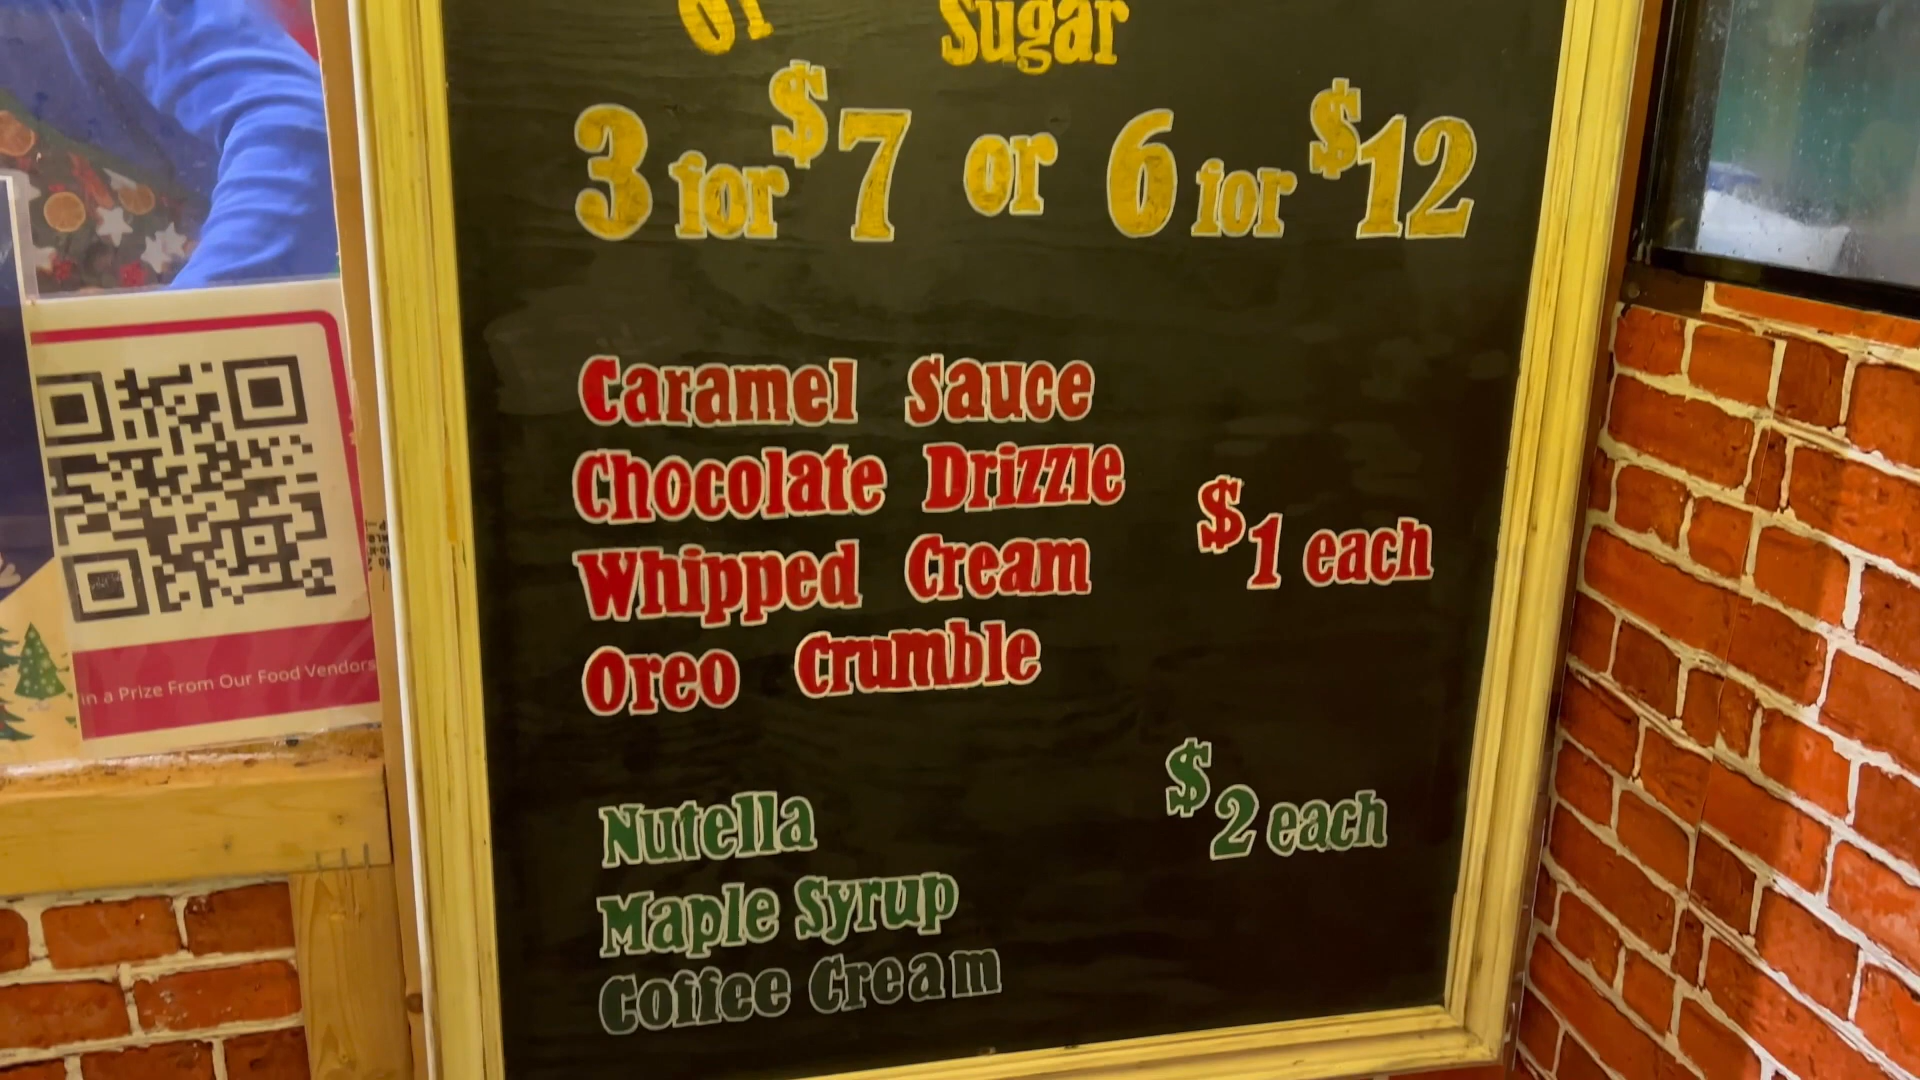 or Sugar
3 for $7 or 6 for $12
Caramel Sauce
Chocolate Drizzle
Whipped Cream
$1 each
Oreo Crumble
Nutella
$2 each
Maple Syrup
Coffee Cream
in a Prize From Our Food Vendors